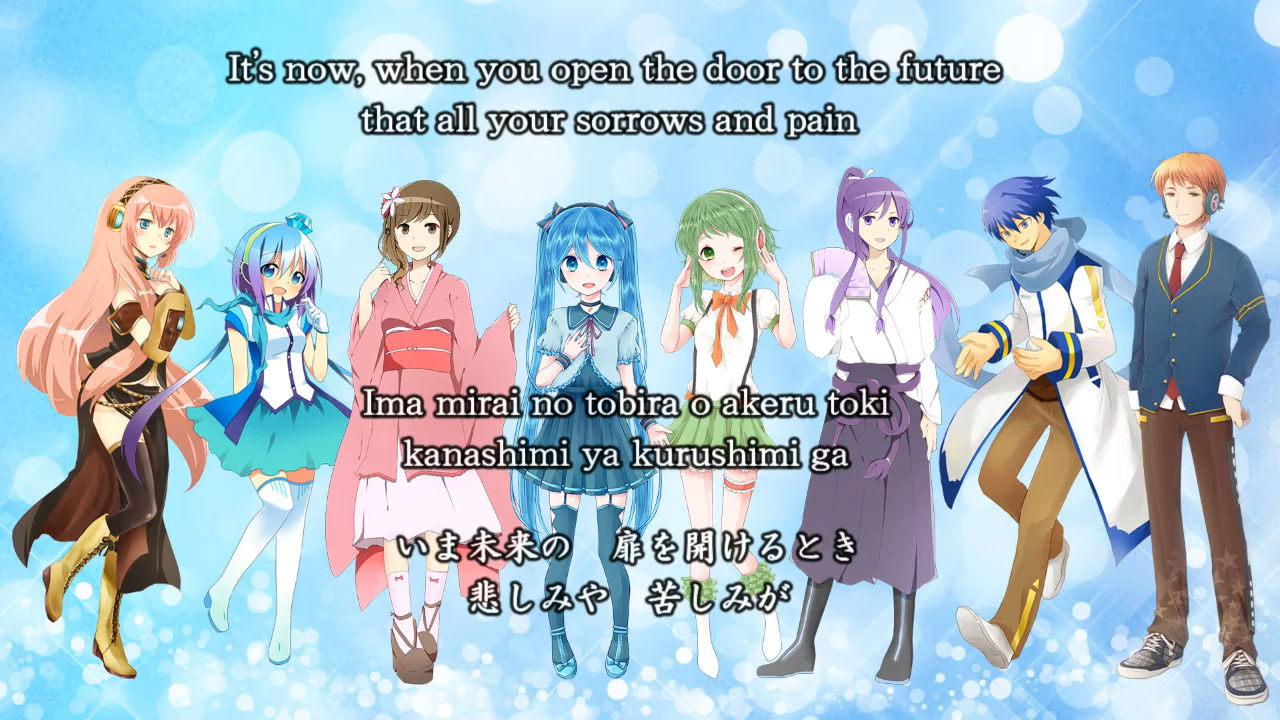 It's now, when you open the door to the future
that all your sorrows and pain
Ima mirai no tobira o akeru toki
kanashimi ya kurushimi ga
いま未来の　扉を開けるとき
悲しみや　苦しみが